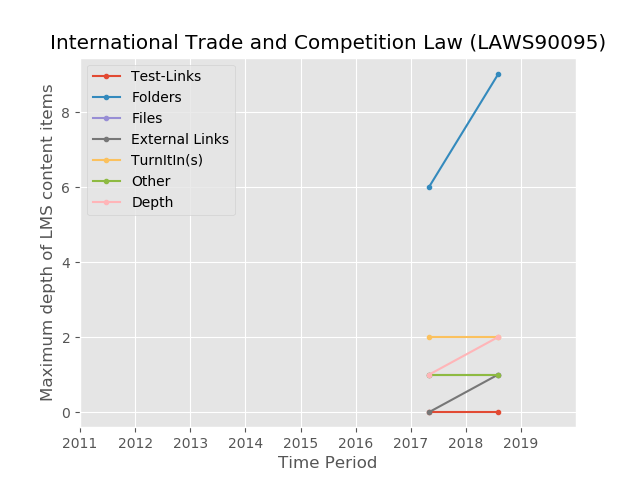 International Trade and Competition Law (LAWS90095)
Test-Links
Folders
Files
External Links
TurnItIn(s)
Other
Depth
Maximum depth of LMS content items
8
6
4
2
0
2011 2012 2013 2014 2015 2016 2017 2018 2019
Time Period